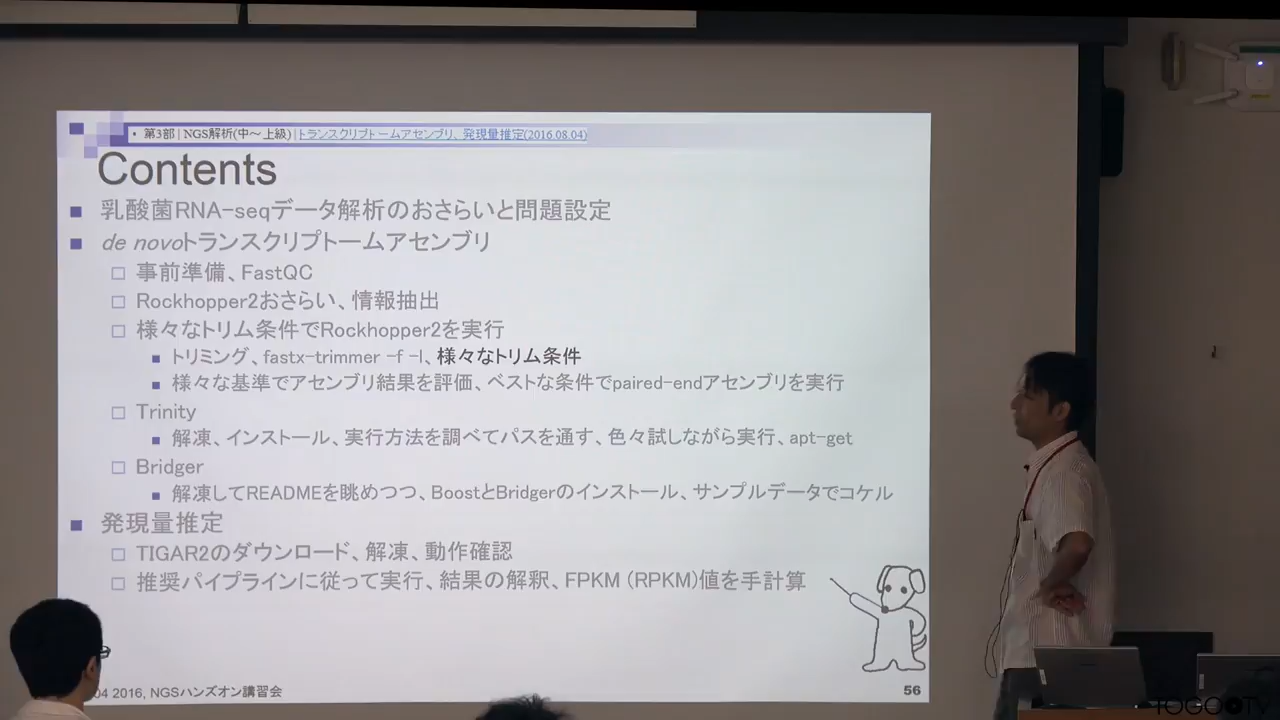 • 第3部 | NGS解析(中～上級) | トランスクリプトームアセンブリ、発現量推定(2016.08.04)
Contents
乳酸菌RNA-seqデータ解析のおさらいと問題設定
de novoトランスクリプトームアセンブリ
事前準備、FastQC
Rockhopper2おさらい、情報抽出
様々なトリム条件でRockhopper2を実行
トリミング、fastx-trimmer -f -l、様々なトリム条件
様々な基準でアセンブリ結果を評価、ベストな条件でpaired-endアセンブリを実行
Trinity
解凍、インストール、実行方法を調べてパスを通す、色々試しながら実行、apt-get
Bridger
解凍してREADMEを眺めつつ、BoostとBridgerのインストール、サンプルデータでコケル
発現量推定
TIGAR2のダウンロード、解凍、動作確認
推奨パイプラインに従って実行、結果の解釈、FPKM (RPKM)値を手計算
04 2016, NGSハンズオン講習会
56
TOGOTV